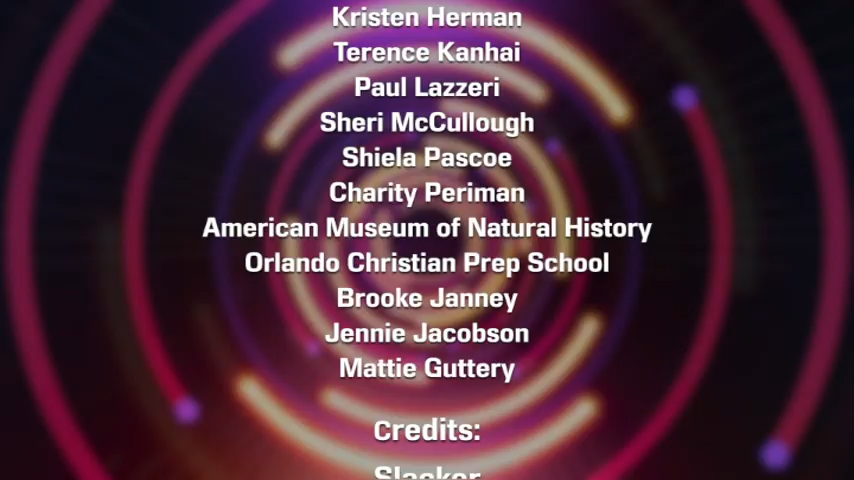 Kristen Herman
Terence Kanhai
Paul Lazzeri
Sheri McCullough
Shiela Pascoe
Charity Periman
American Museum of Natural History
Orlando Christian Prep School
Brooke Janney
Jennie Jacobson
Mattie Guttery
Credits:
Slacker